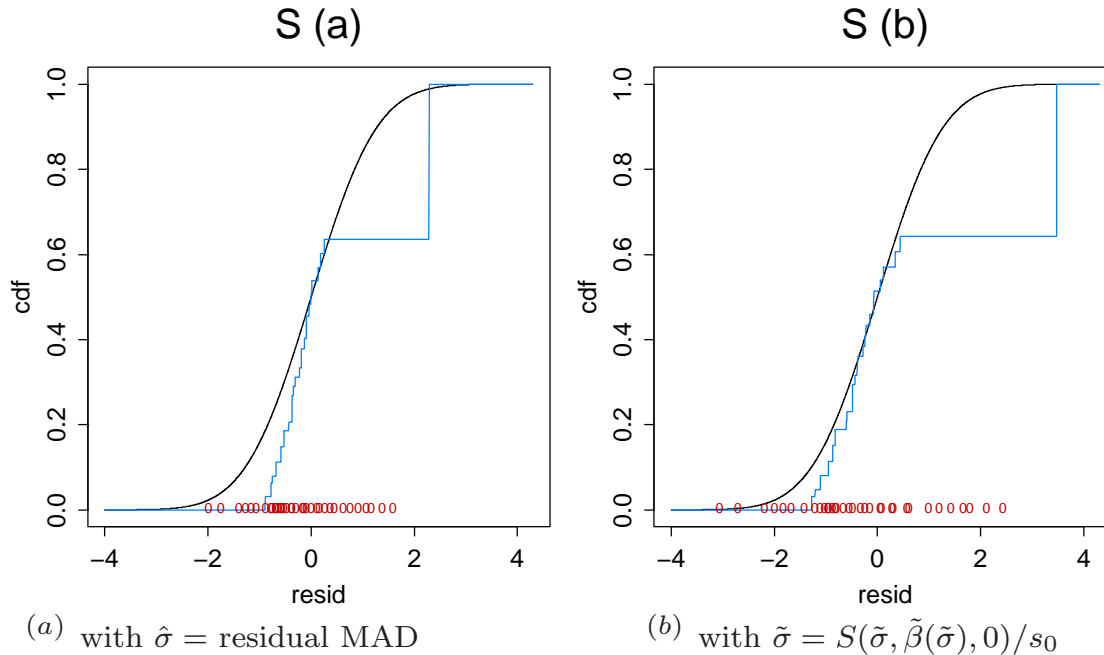 S (a)
1.0
0.8
0.6
0.4
0.2
0.0
cdf
−4 −2 0 2 4
resid
(a) with σ̂ = residual MAD
S (b)
1.0
0.8
0.6
0.4
0.2
0.0
cdf
−4 −2 0 2 4
resid
(b) with σ̃ = S(σ̃, β̃(σ̃), 0)/s₀